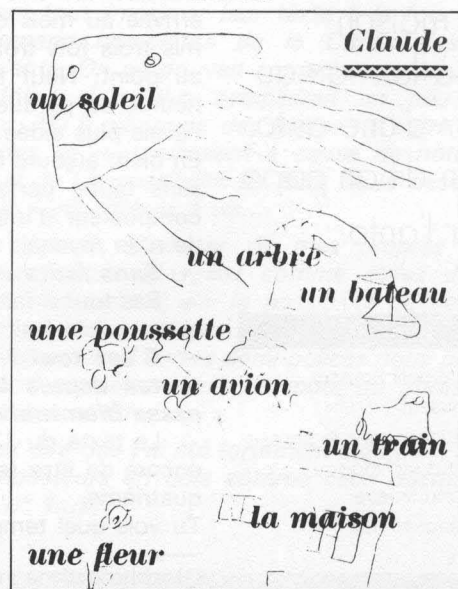 Claude
un soleil
un arbre
un bateau
une poussette
un avion
un train
la maison
une fleur